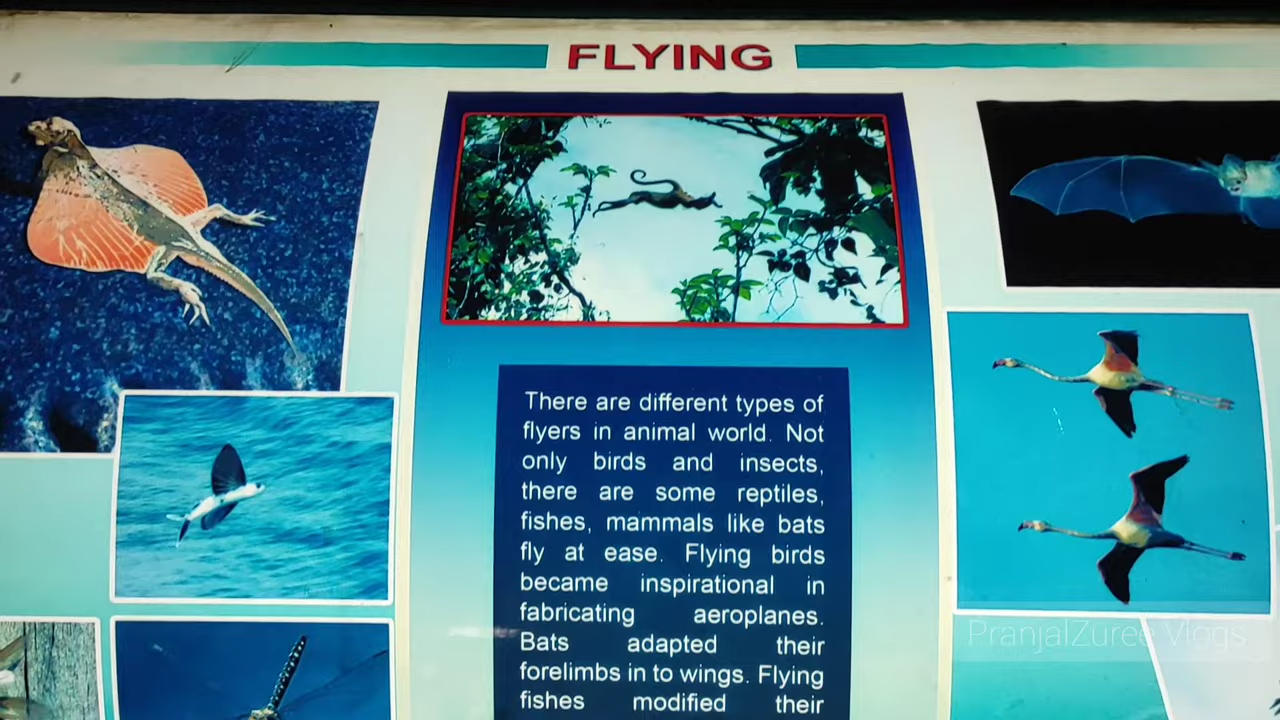 FLYING
There are different types of
flyers in animal world. Not
only birds and insects,
there are some reptiles,
fishes, mammals like bats
fly at ease. Flying birds
became inspirational in
fabricating aeroplanes.
Bats adapted their
forelimbs in to wings. Flying
fishes modified their
PranjalZuree Vlogs